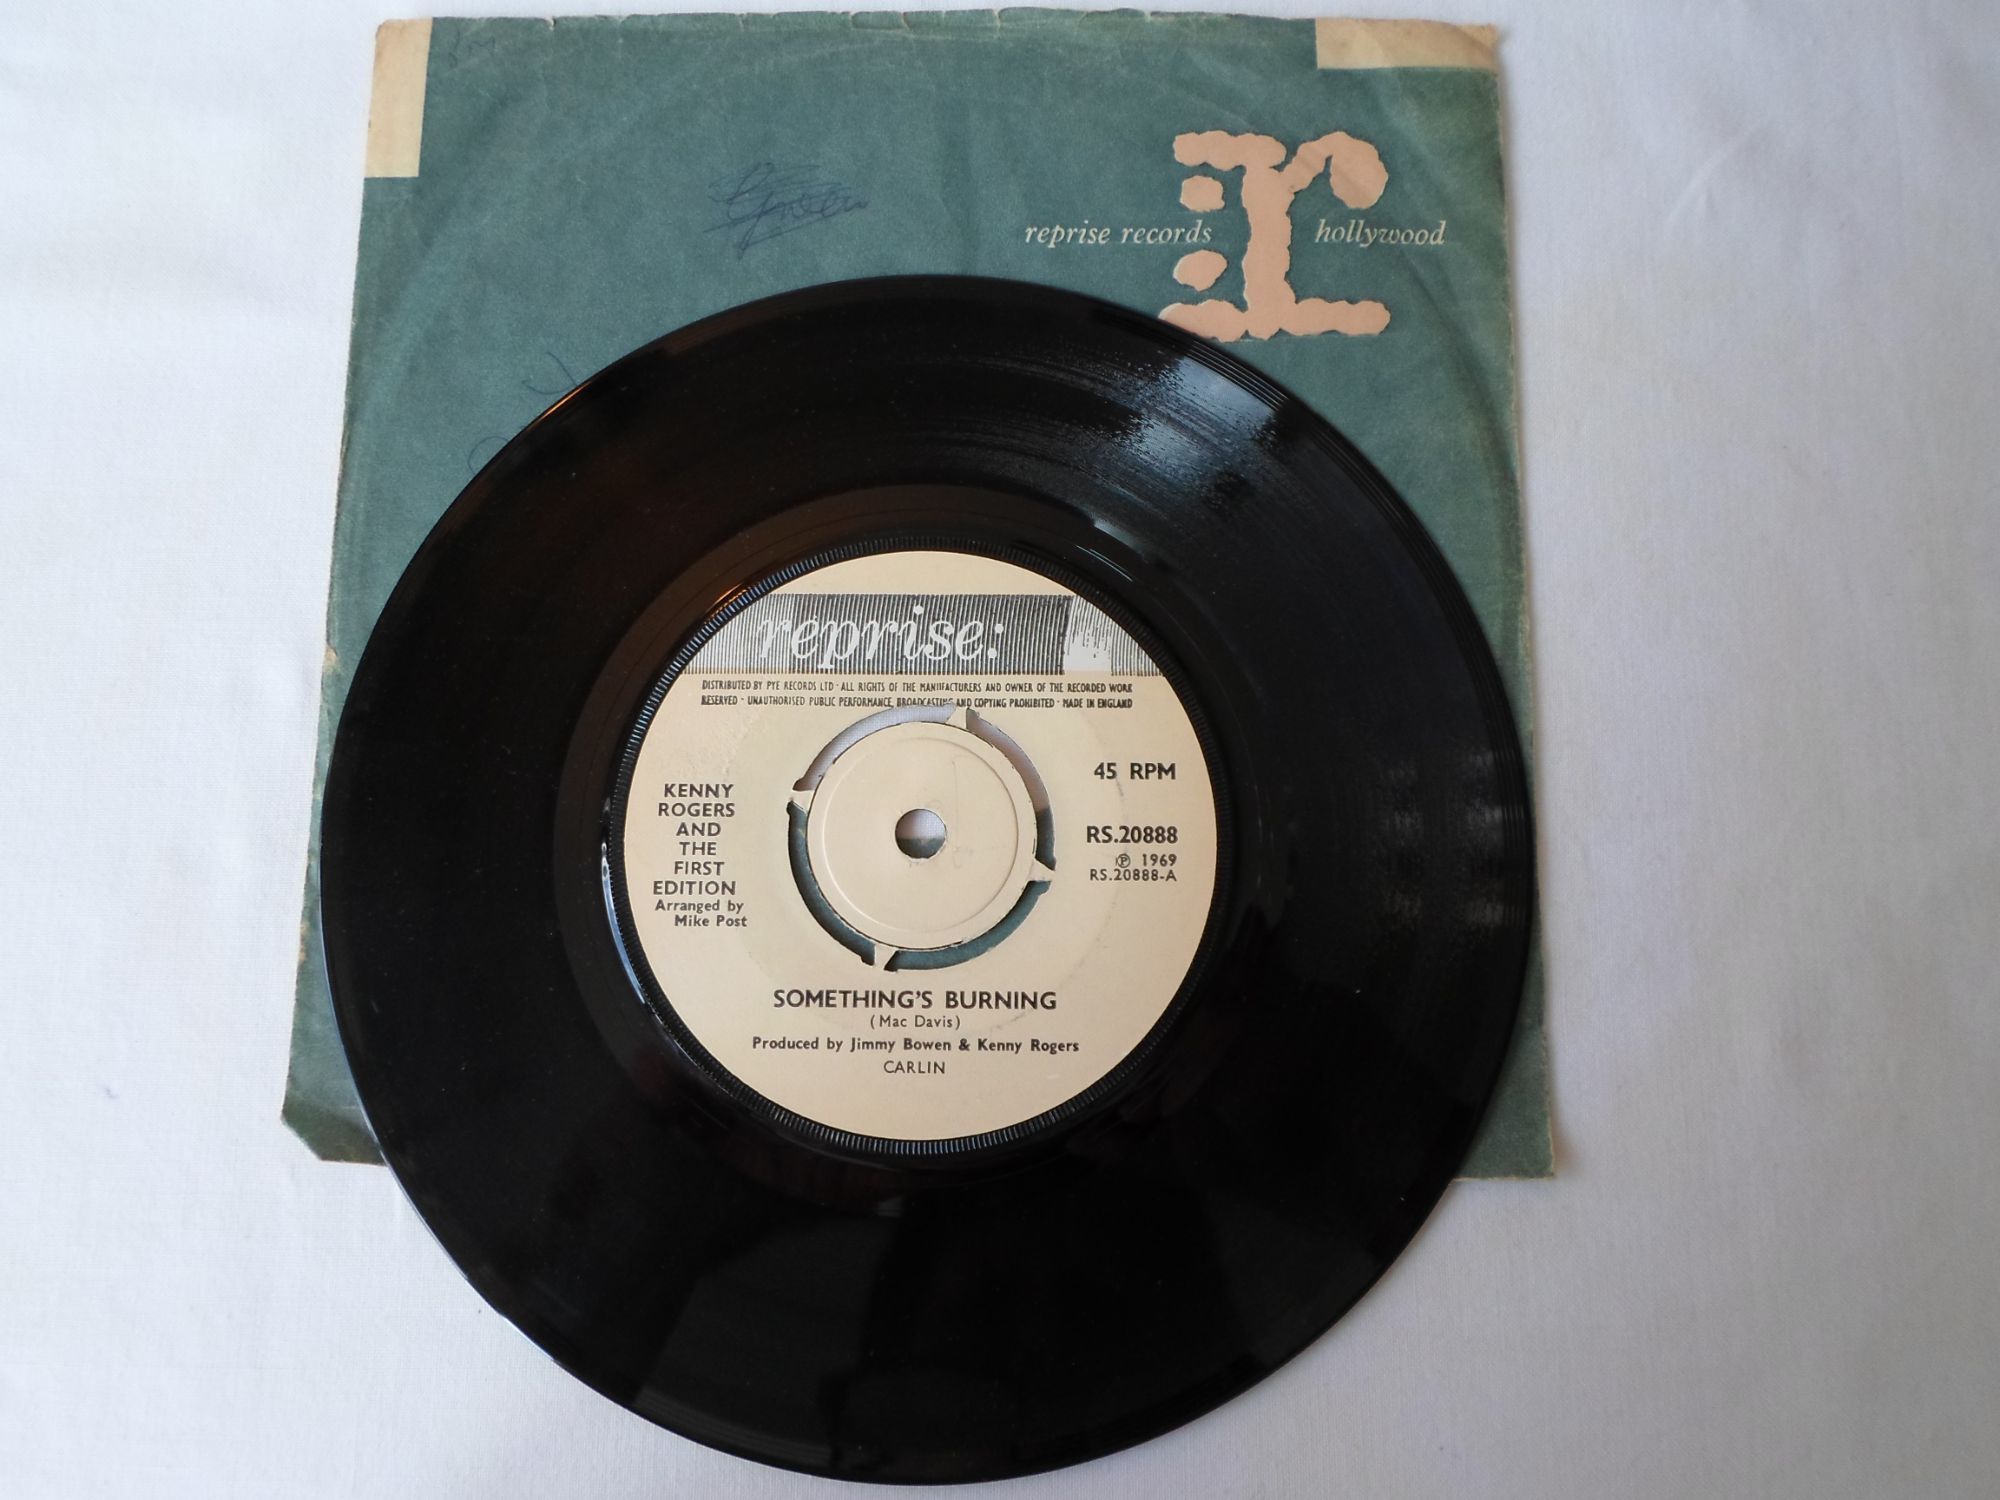 reprise records hollywood
reprise:
DISTRIBUTED BY PYE RECORDS LTD · ALL RIGHTS OF THE MANUFACTURERS AND OWNER OF THE RECORDED WORK
RESERVED · UNAUTHORISED PUBLIC PERFORMANCE, BROADCASTING AND COPYING PROHIBITED · MADE IN ENGLAND
45 RPM
KENNY
ROGERS
AND
THE
FIRST
EDITION
Arranged by
Mike Post
RS.20888
℗ 1969
RS.20888-A
SOMETHING'S BURNING
(Mac Davis)
Produced by Jimmy Bowen & Kenny Rogers
CARLIN